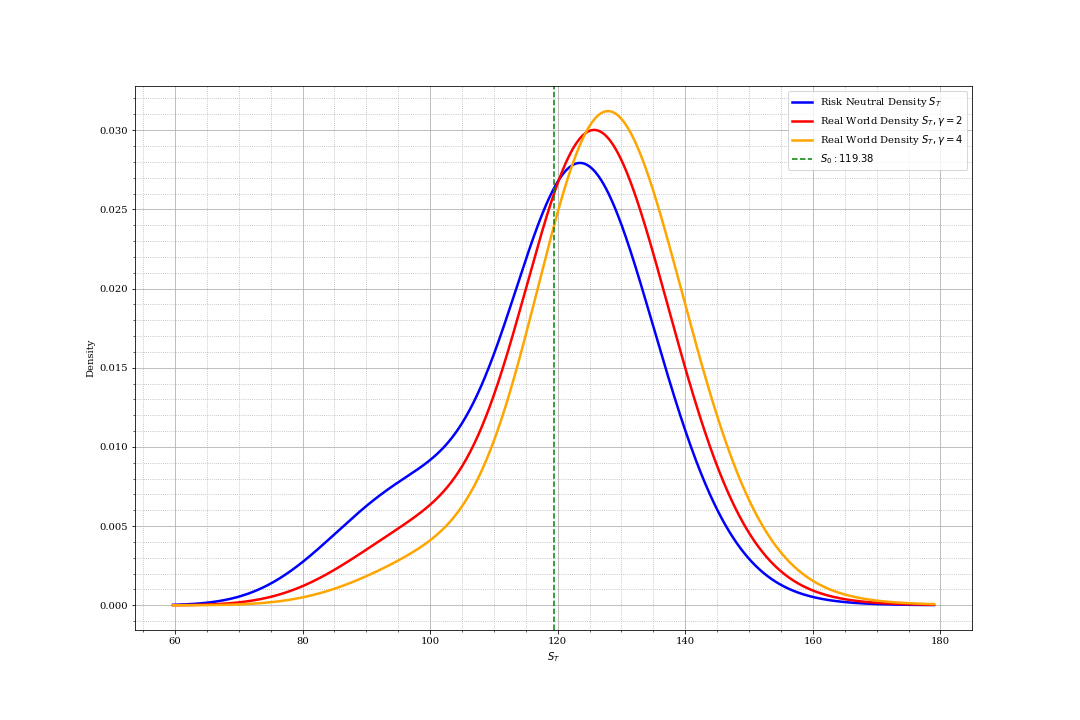 Risk Neutral Density S_T
Real World Density S_T, γ = 2
Real World Density S_T, γ = 4
S_0 : 119.38
0.030
0.025
0.020
0.015
0.010
0.005
0.000
Density
60 80 100 120 140 160 180
S_T